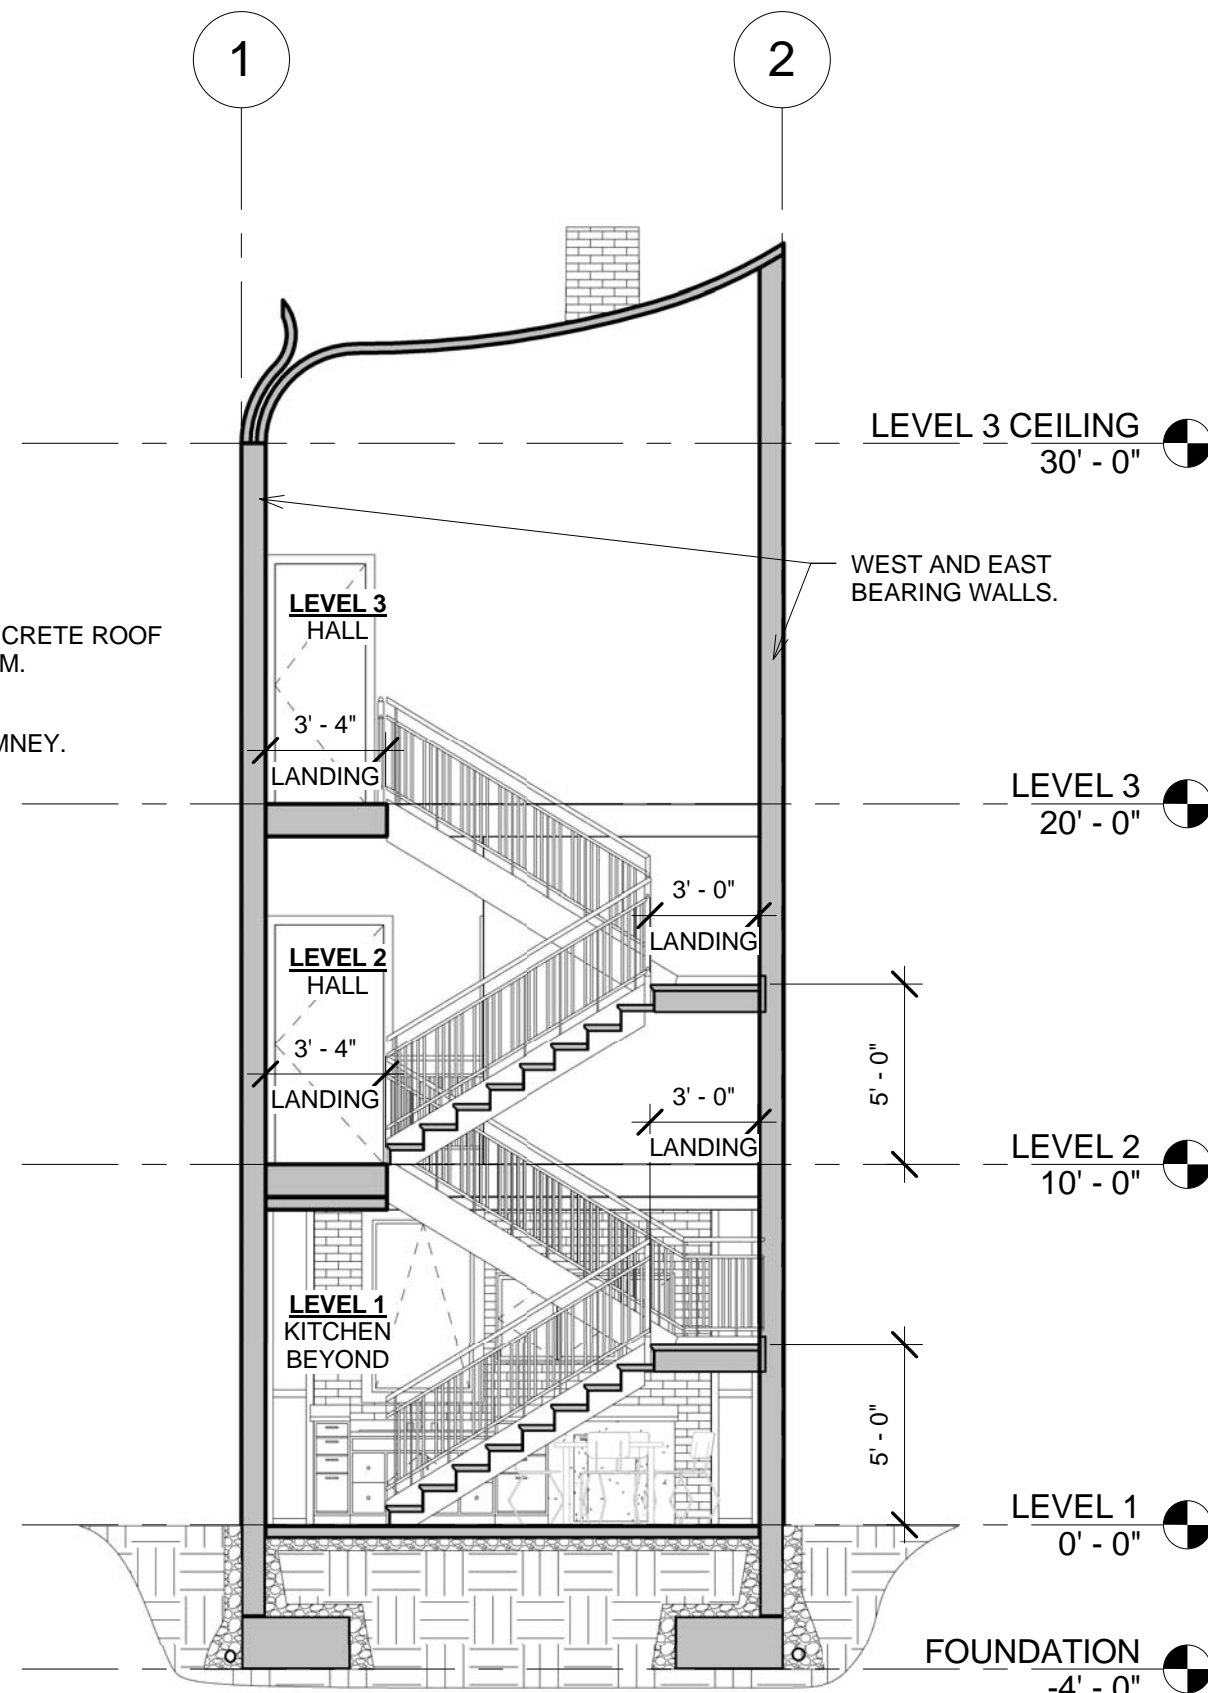 1
2
LEVEL 3 CEILING
30' - 0"
WEST AND EAST
BEARING WALLS.
LEVEL 3
HALL
CRETE ROOF
M.
MNEY.
3' - 4"
LANDING
LEVEL 3
20' - 0"
3' - 0"
LANDING
LEVEL 2
HALL
3' - 4"
LANDING
5' - 0"
3' - 0"
LANDING
LEVEL 2
10' - 0"
LEVEL 1
KITCHEN
BEYOND
5' - 0"
LEVEL 1
0' - 0"
FOUNDATION
-4' - 0"